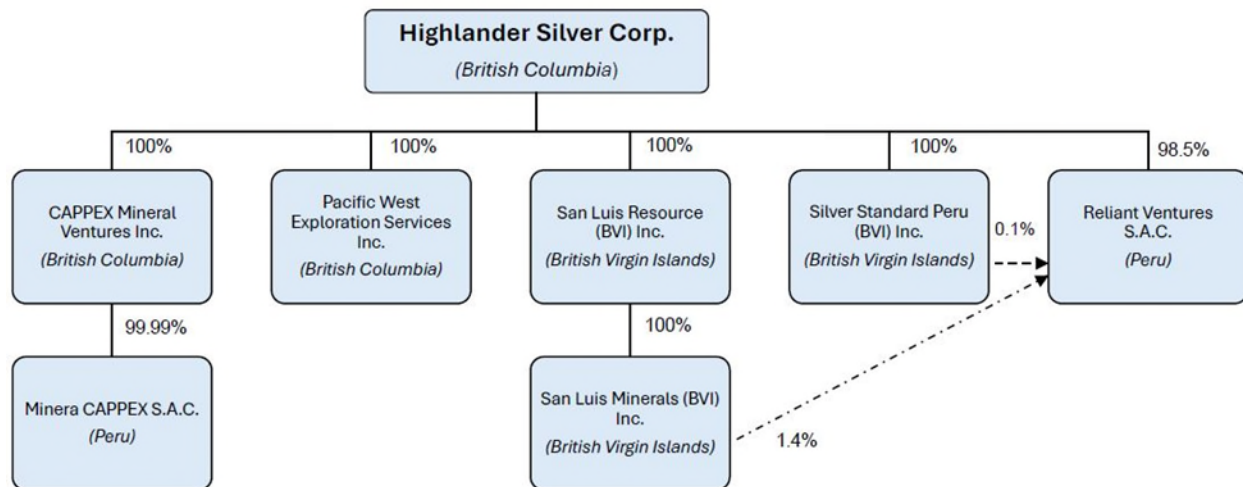 Highlander Silver Corp.
(British Columbia)
100%
100%
100%
100%
98.5%
CAPPEX Mineral
Ventures Inc.
(British Columbia)
Pacific West
Exploration Services
Inc.
(British Columbia)
San Luis Resource
(BVI) Inc.
(British Virgin Islands)
Silver Standard Peru
(BVI) Inc.
(British Virgin Islands)
0.1%
Reliant Ventures
S.A.C.
(Peru)
99.99%
100%
Minera CAPPEX S.A.C.
(Peru)
San Luis Minerals (BVI)
Inc.
(British Virgin Islands)
1.4%